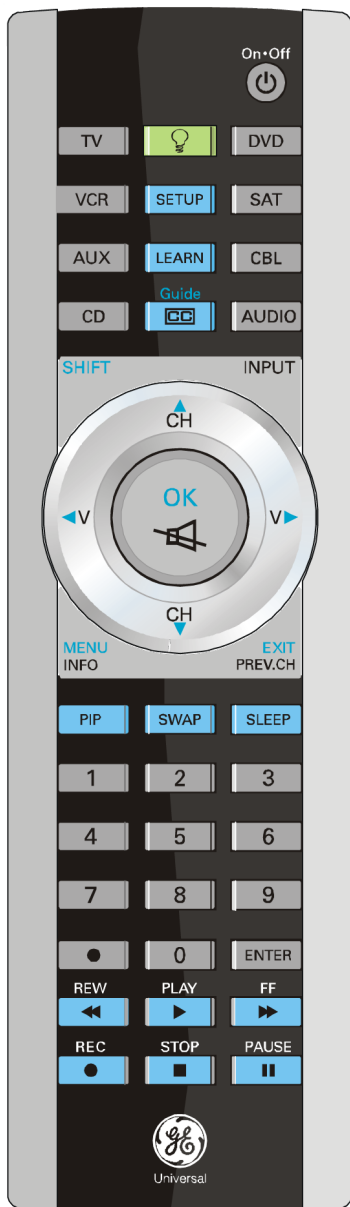 On•Off
TV DVD
VCR SETUP SAT
AUX LEARN CBL
Guide
CD CC AUDIO
SHIFT INPUT
CH
OK
V V
CH
MENU EXIT
INFO PREV.CH
PIP SWAP SLEEP
1 2 3
4 5 6
7 8 9
• 0 ENTER
REW PLAY FF
REC STOP PAUSE
GE
Universal